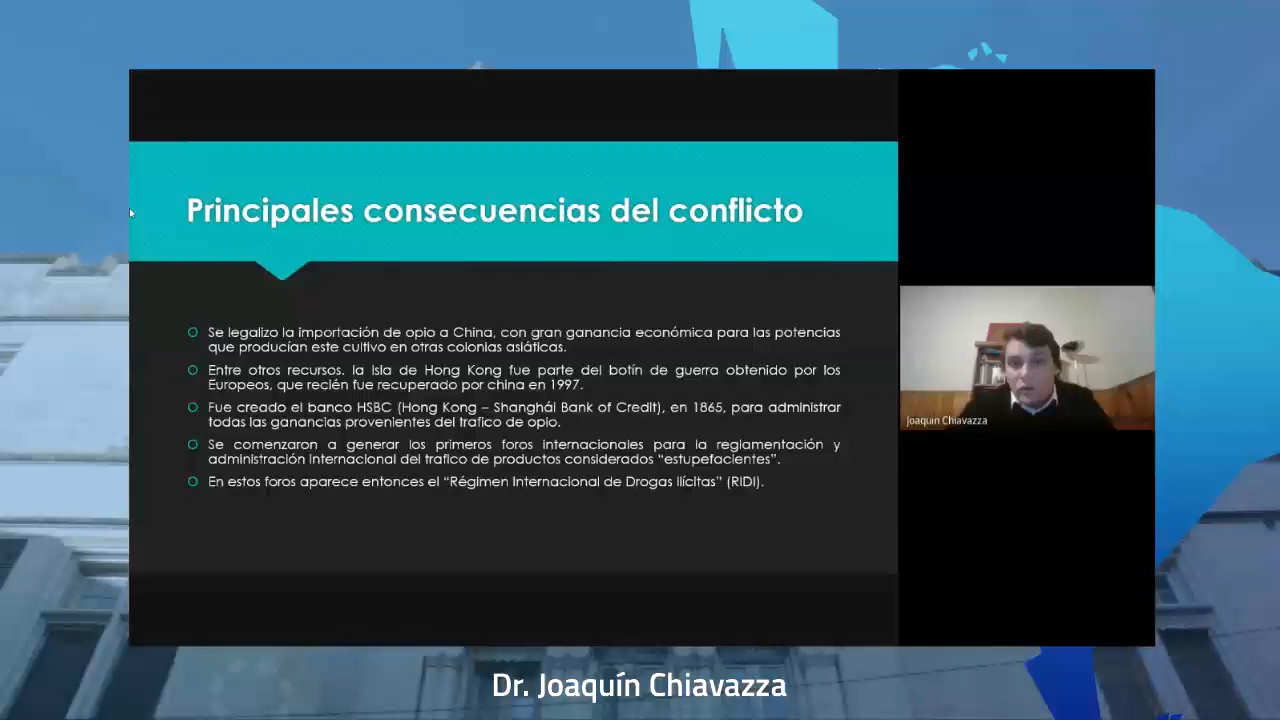 Principales consecuencias del conflicto
Se legalizo la importación de opio a China, con gran ganancia económica para las potencias
que producían este cultivo en otras colonias asiáticas.
Entre otros recursos. la isla de Hong Kong fue parte del botín de guerra obtenido por los
Europeos, que recién fue recuperado por china en 1997.
Fue creado el banco HSBC (Hong Kong – Shanghái Bank of Credit), en 1865, para administrar
todas las ganancias provenientes del trafico de opio.
Se comenzaron a generar los primeros foros internacionales para la reglamentación y
administración internacional del trafico de productos considerados “estupefacientes”.
En estos foros aparece entonces el “Régimen Internacional de Drogas Ilícitas” (RIDI).
Joaquin Chiavazza
Dr. Joaquín Chiavazza